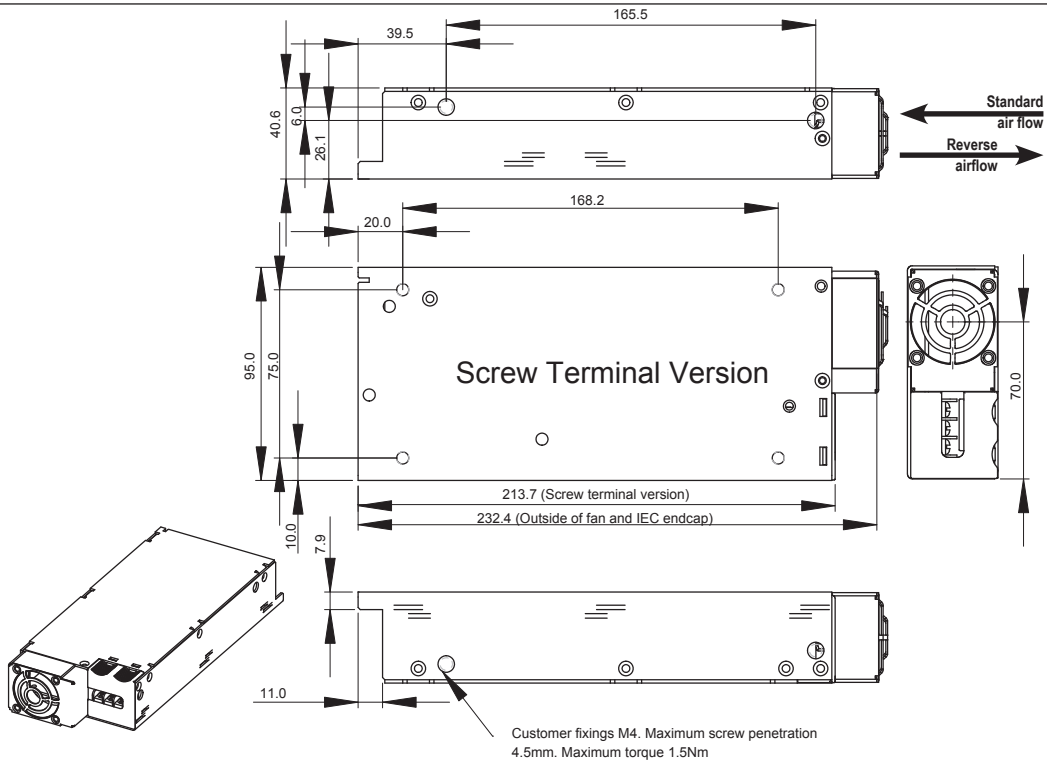 165.5
39.5
40.6
6.0
26.1
Standard
air flow
Reverse
airflow
168.2
20.0
95.0
75.0
Screw Terminal Version
70.0
213.7 (Screw terminal version)
232.4 (Outside of fan and IEC endcap)
10.0
7.9
11.0
Customer fixings M4. Maximum screw penetration
4.5mm. Maximum torque 1.5Nm